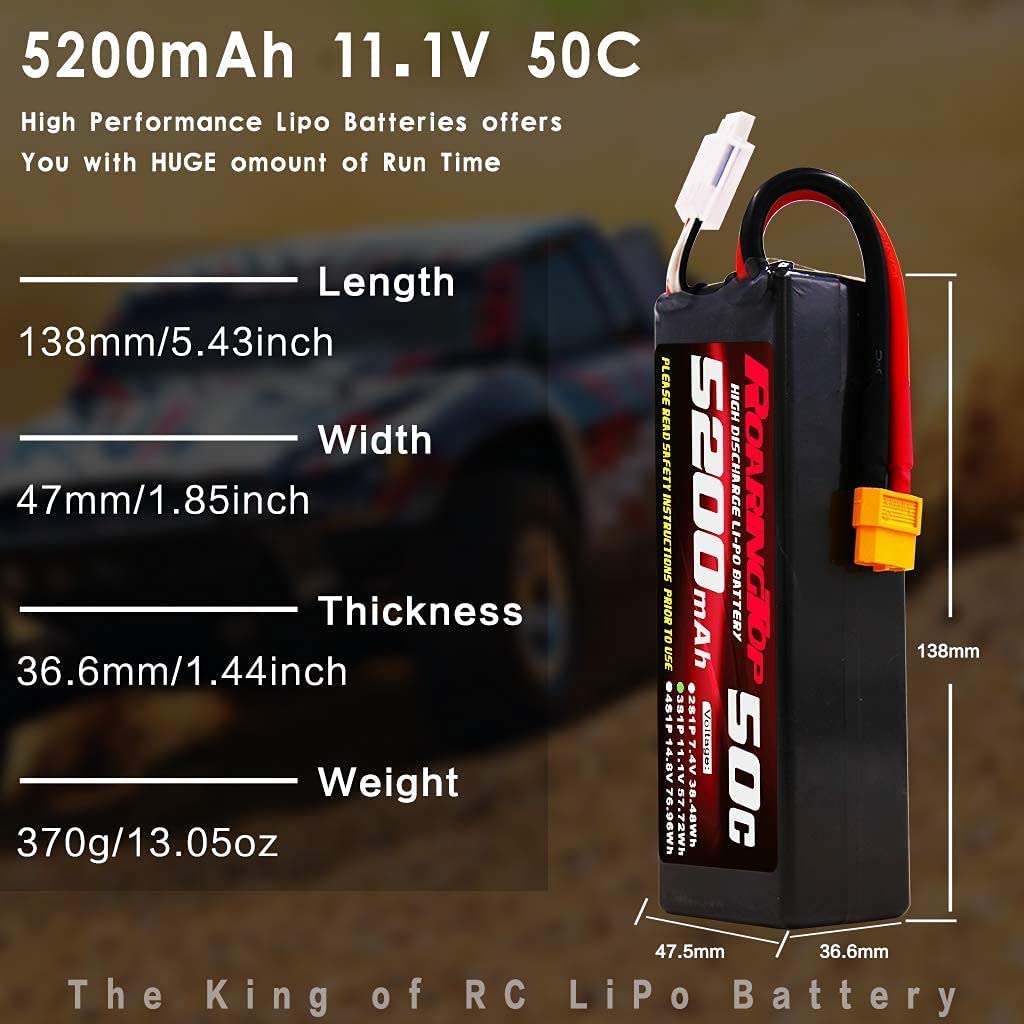 5200mAh 11.1V 50C
High Performance Lipo Batteries offers
You with HUGE omount of Run Time
Length
138mm/5.43inch
Width
47mm/1.85inch
Thickness
36.6mm/1.44inch
Weight
370g/13.05oz
ROARINGTOP
HIGH DISCHARGE LI-PO BATTERY
5200mAh 50C
PLEASE READ SAFETY INSTRUCTIONS PRIOR TO USE
Voltage:
2S1P 7.4V 38.48Wh
3S1P 11.1V 57.72Wh
4S1P 14.8V 76.96Wh
138mm
47.5mm
36.6mm
The King of RC LiPo Battery